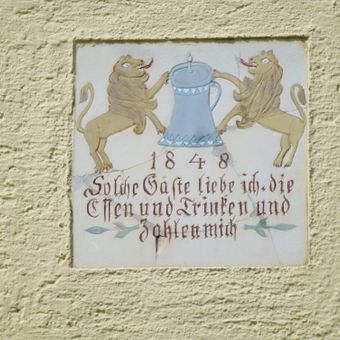 1848
Solche Gäste liebe ich, die
Essen und Trinken und
Zahlen mich